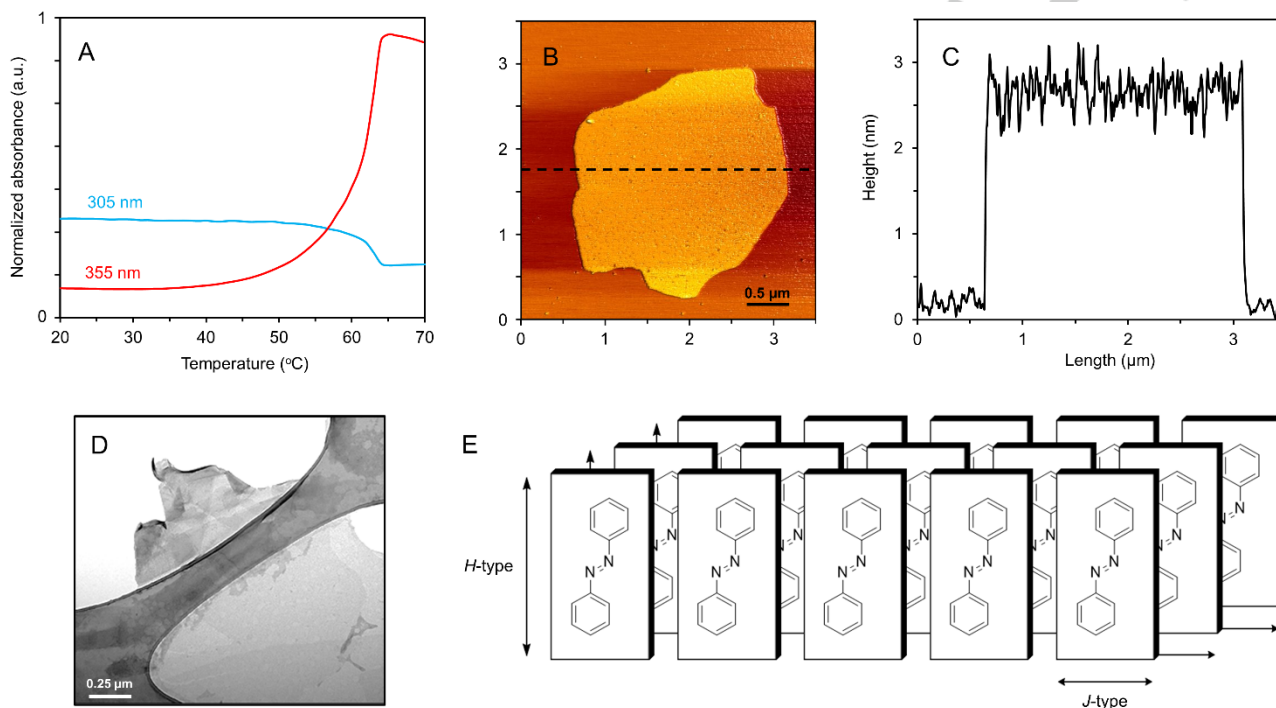 A
Normalized absorbance (a.u.)
1
0
305 nm
355 nm
20 30 40 50 60 70
Temperature (°C)
B
3
2
1
0
0.5 µm
1 2 3
C
Height (nm)
3
2
1
0
0 1 2 3
Length (µm)
D
0.25 µm
E
H-type
N N N N N
N N N N N
J-type